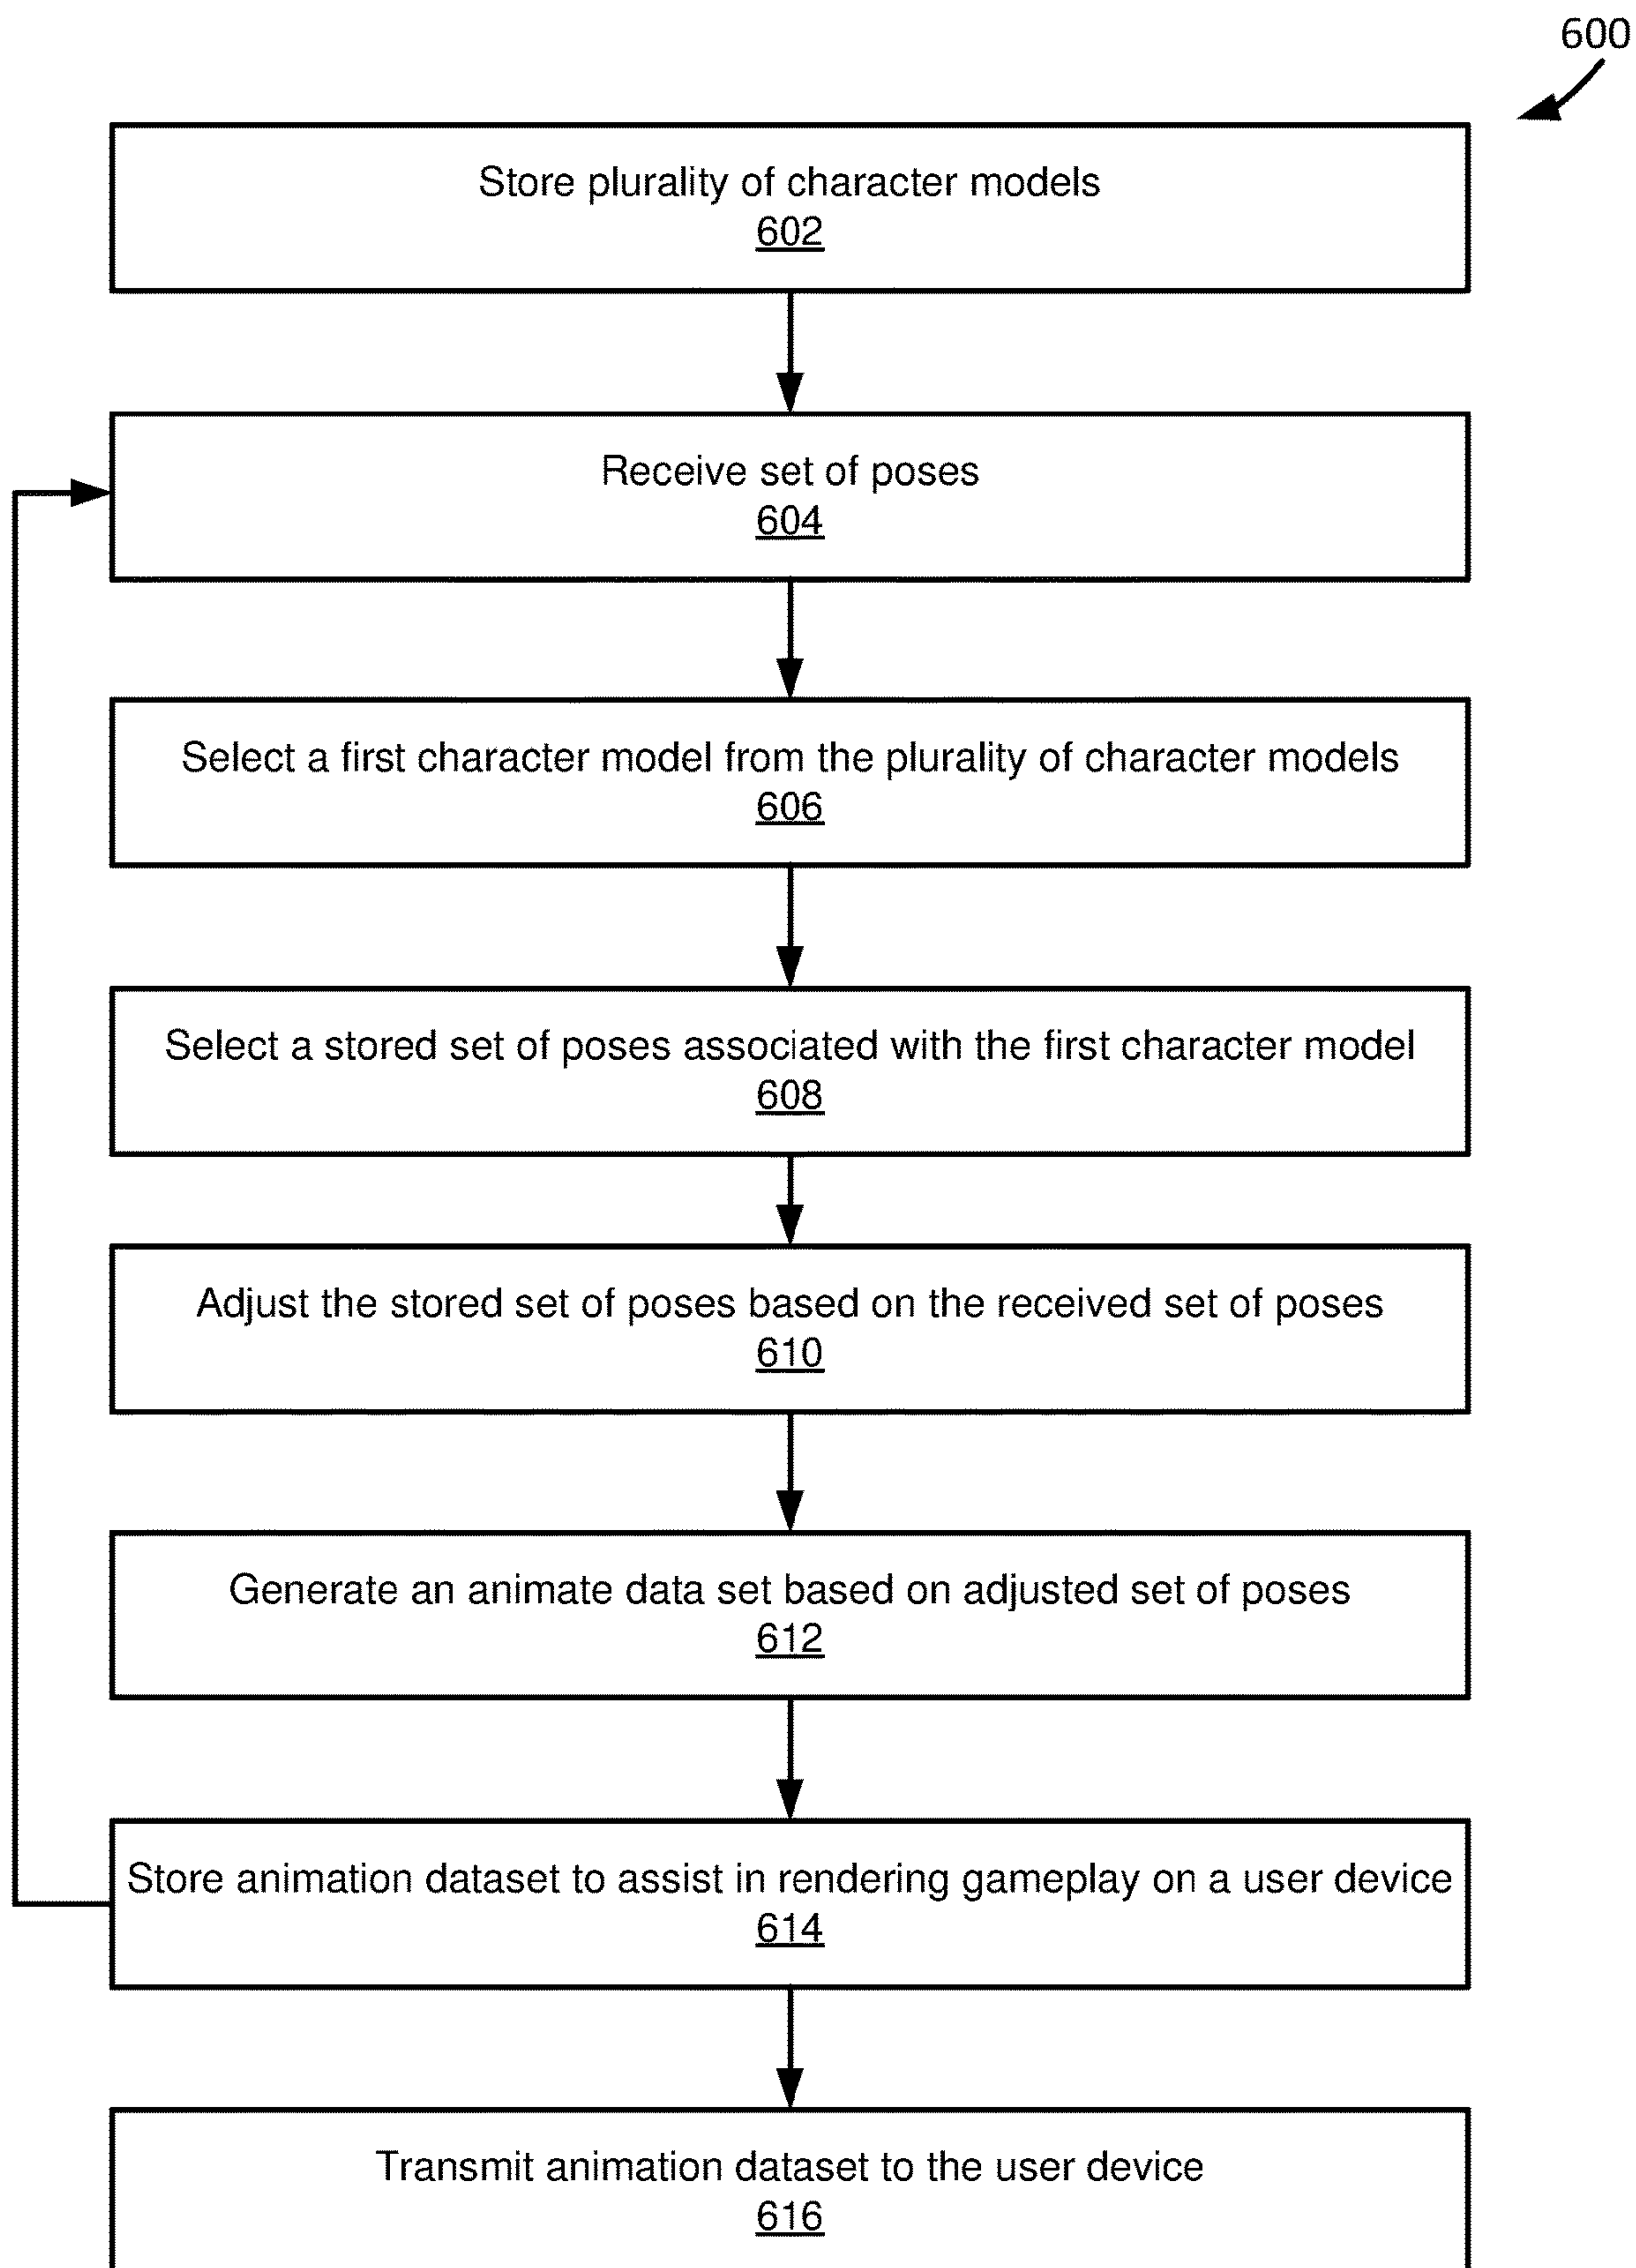 600
Store plurality of character models
602
Receive set of poses
604
Select a first character model from the plurality of character models
606
Select a stored set of poses associated with the first character model
608
Adjust the stored set of poses based on the received set of poses
610
Generate an animate data set based on adjusted set of poses
612
Store animation dataset to assist in rendering gameplay on a user device
614
Transmit animation dataset to the user device
616